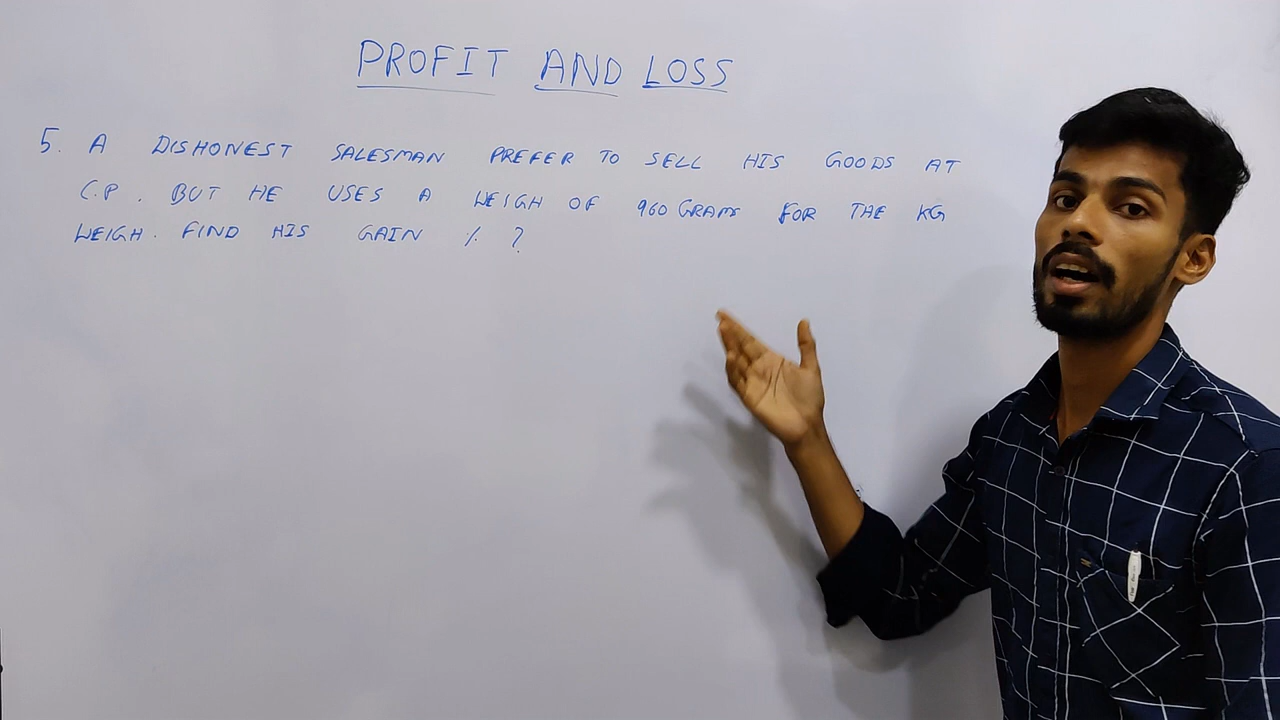 PROFIT AND LOSS
5. A DISHONEST SALESMAN PREFER TO SELL HIS GOODS AT
C.P. BUT HE USES A WEIGH OF 960 GRAMS FOR THE KG
WEIGH. FIND HIS GAIN % ?